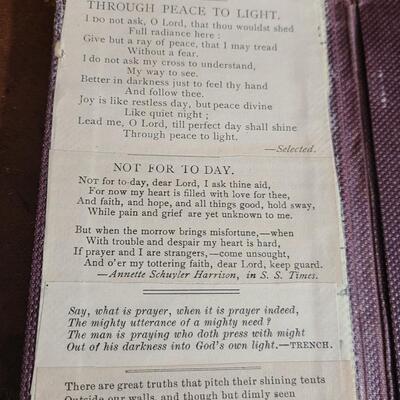 THROUGH PEACE TO LIGHT.
I DO not ask, O Lord, that thou wouldst shed
Full radiance here :
Give but a ray of peace, that I may tread
Without a fear.
I do not ask my cross to understand,
My way to see.
Better in darkness just to feel thy hand
And follow thee.
Joy is like restless day, but peace divine
Like quiet night ;
Lead me, O Lord, till perfect day shall shine
Through peace to light.
—Selected.
NOT FOR TO DAY.
NOT for to-day, dear Lord, I ask thine aid,
For now my heart is filled with love for thee,
And faith, and hope, and all things good, hold sway,
While pain and grief are yet unknown to me.
But when the morrow brings misfortune,—when
With trouble and despair my heart is hard,
If prayer and I are strangers,—come unsought,
And o'er my tottering faith, dear Lord, keep guard.
—Annette Schuyler Harrison, in S. S. Times.
Say, what is prayer, when it is prayer indeed,
The mighty utterance of a mighty need ?
The man is praying who doth press with might
Out of his darkness into God's own light.—TRENCH.
There are great truths that pitch their shining tents
Outside our walls, and though but dimly seen